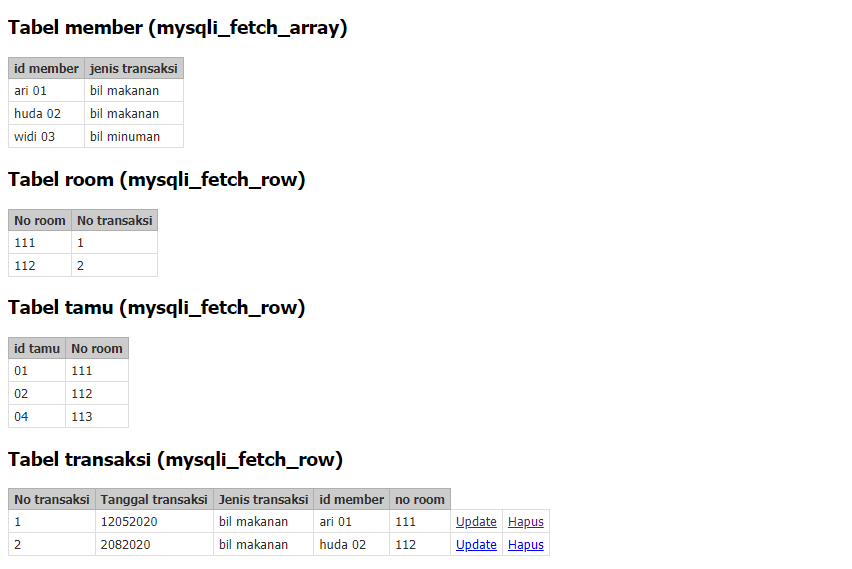 Tabel member (mysqli_fetch_array)
id member jenis transaksi
ari 01 bil makanan
huda 02 bil makanan
widi 03 bil minuman
Tabel room (mysqli_fetch_row)
No room No transaksi
111 1
112 2
Tabel tamu (mysqli_fetch_row)
id tamu No room
01 111
02 112
04 113
Tabel transaksi (mysqli_fetch_row)
No transaksi Tanggal transaksi Jenis transaksi id member no room
1 12052020 bil makanan ari 01 111 Update Hapus
2 2082020 bil makanan huda 02 112 Update Hapus